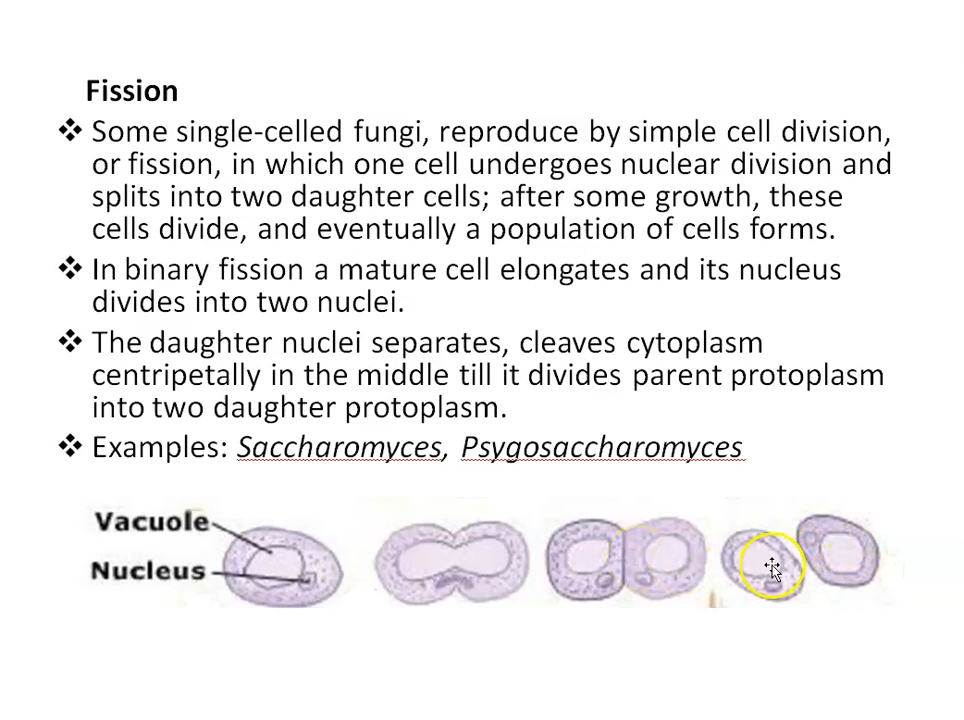 Fission
❖ Some single-celled fungi, reproduce by simple cell division,
or fission, in which one cell undergoes nuclear division and
splits into two daughter cells; after some growth, these
cells divide, and eventually a population of cells forms.
❖ In binary fission a mature cell elongates and its nucleus
divides into two nuclei.
❖ The daughter nuclei separates, cleaves cytoplasm
centripetally in the middle till it divides parent protoplasm
into two daughter protoplasm.
❖ Examples: Saccharomyces, Psygosaccharomyces
Vacuole
Nucleus